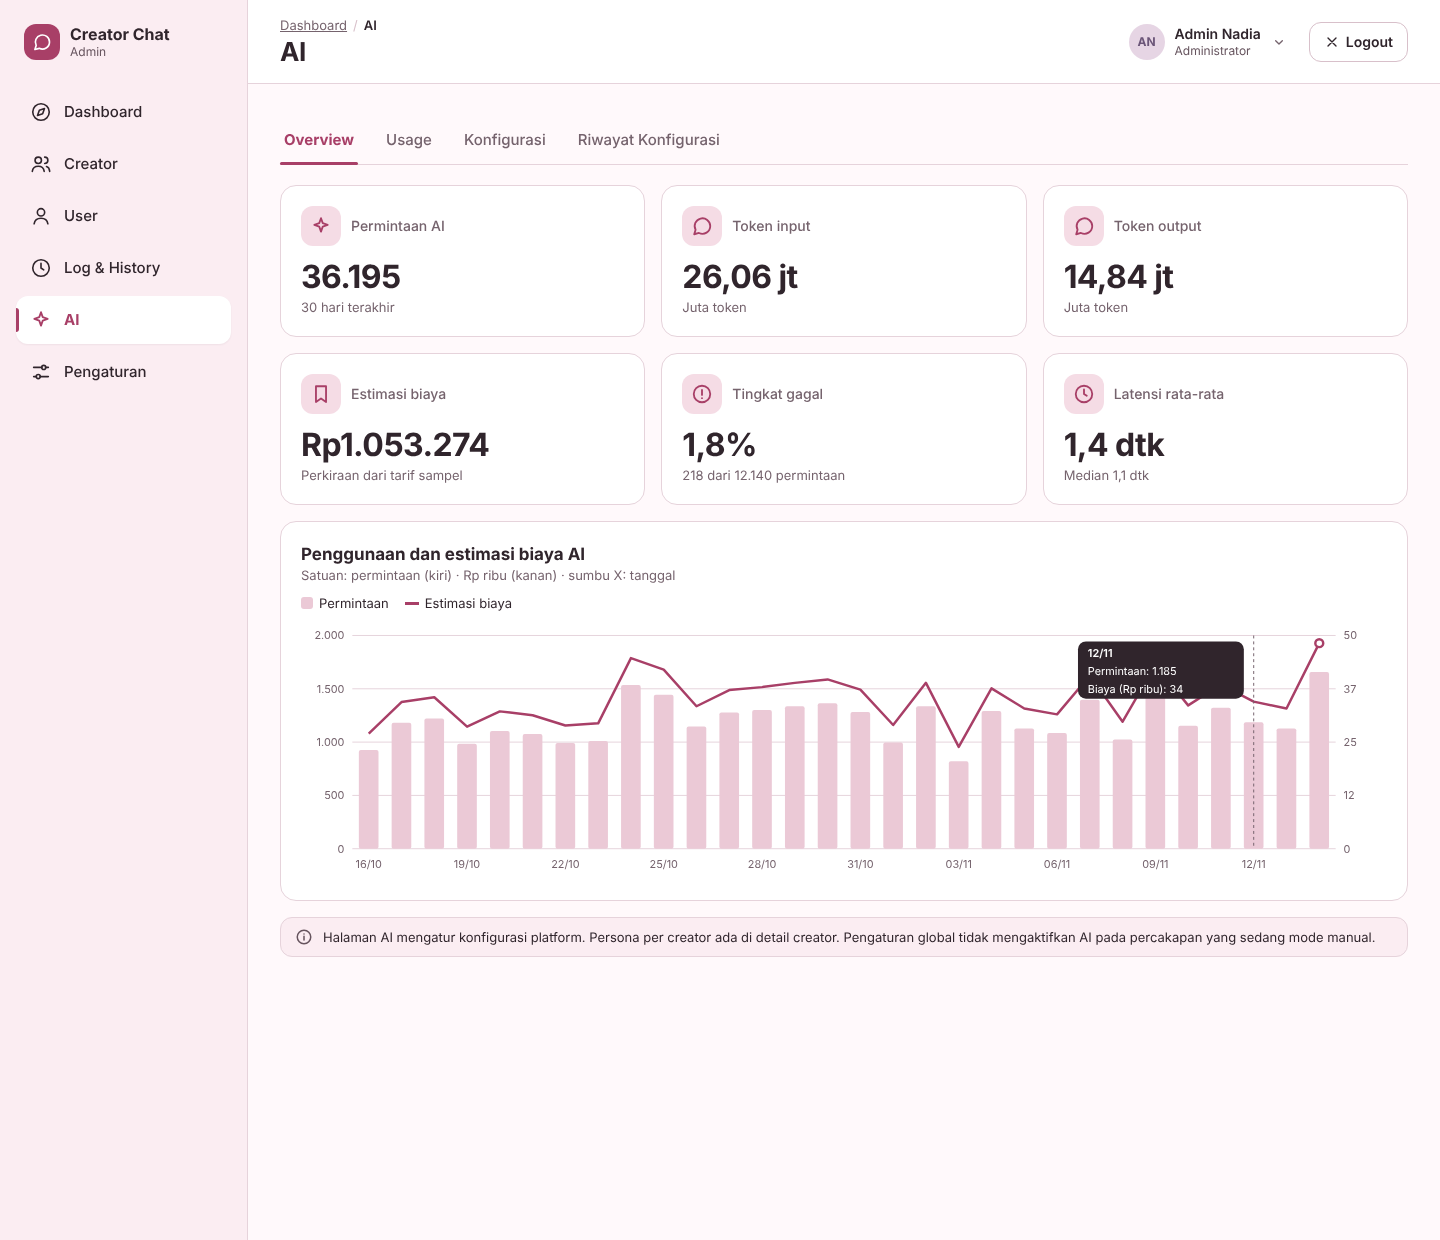 Creator Chat
Admin
Dashboard
Creator
User
Log & History
AI
Pengaturan
Dashboard / AI
AI
AN
Admin Nadia
Administrator
Logout
Overview
Usage
Konfigurasi
Riwayat Konfigurasi
Permintaan AI
36.195
30 hari terakhir
Token input
26,06 jt
Juta token
Token output
14,84 jt
Juta token
Estimasi biaya
Rp1.053.274
Perkiraan dari tarif sampel
Tingkat gagal
1,8%
218 dari 12.140 permintaan
Latensi rata-rata
1,4 dtk
Median 1,1 dtk
Penggunaan dan estimasi biaya AI
Satuan: permintaan (kiri) · Rp ribu (kanan) · sumbu X: tanggal
Permintaan
Estimasi biaya
2.000
1.500
1.000
500
0
50
37
25
12
0
12/11
Permintaan: 1.185
Biaya (Rp ribu): 34
16/10
19/10
22/10
25/10
28/10
31/10
03/11
06/11
09/11
12/11
Halaman AI mengatur konfigurasi platform. Persona per creator ada di detail creator. Pengaturan global tidak mengaktifkan AI pada percakapan yang sedang mode manual.